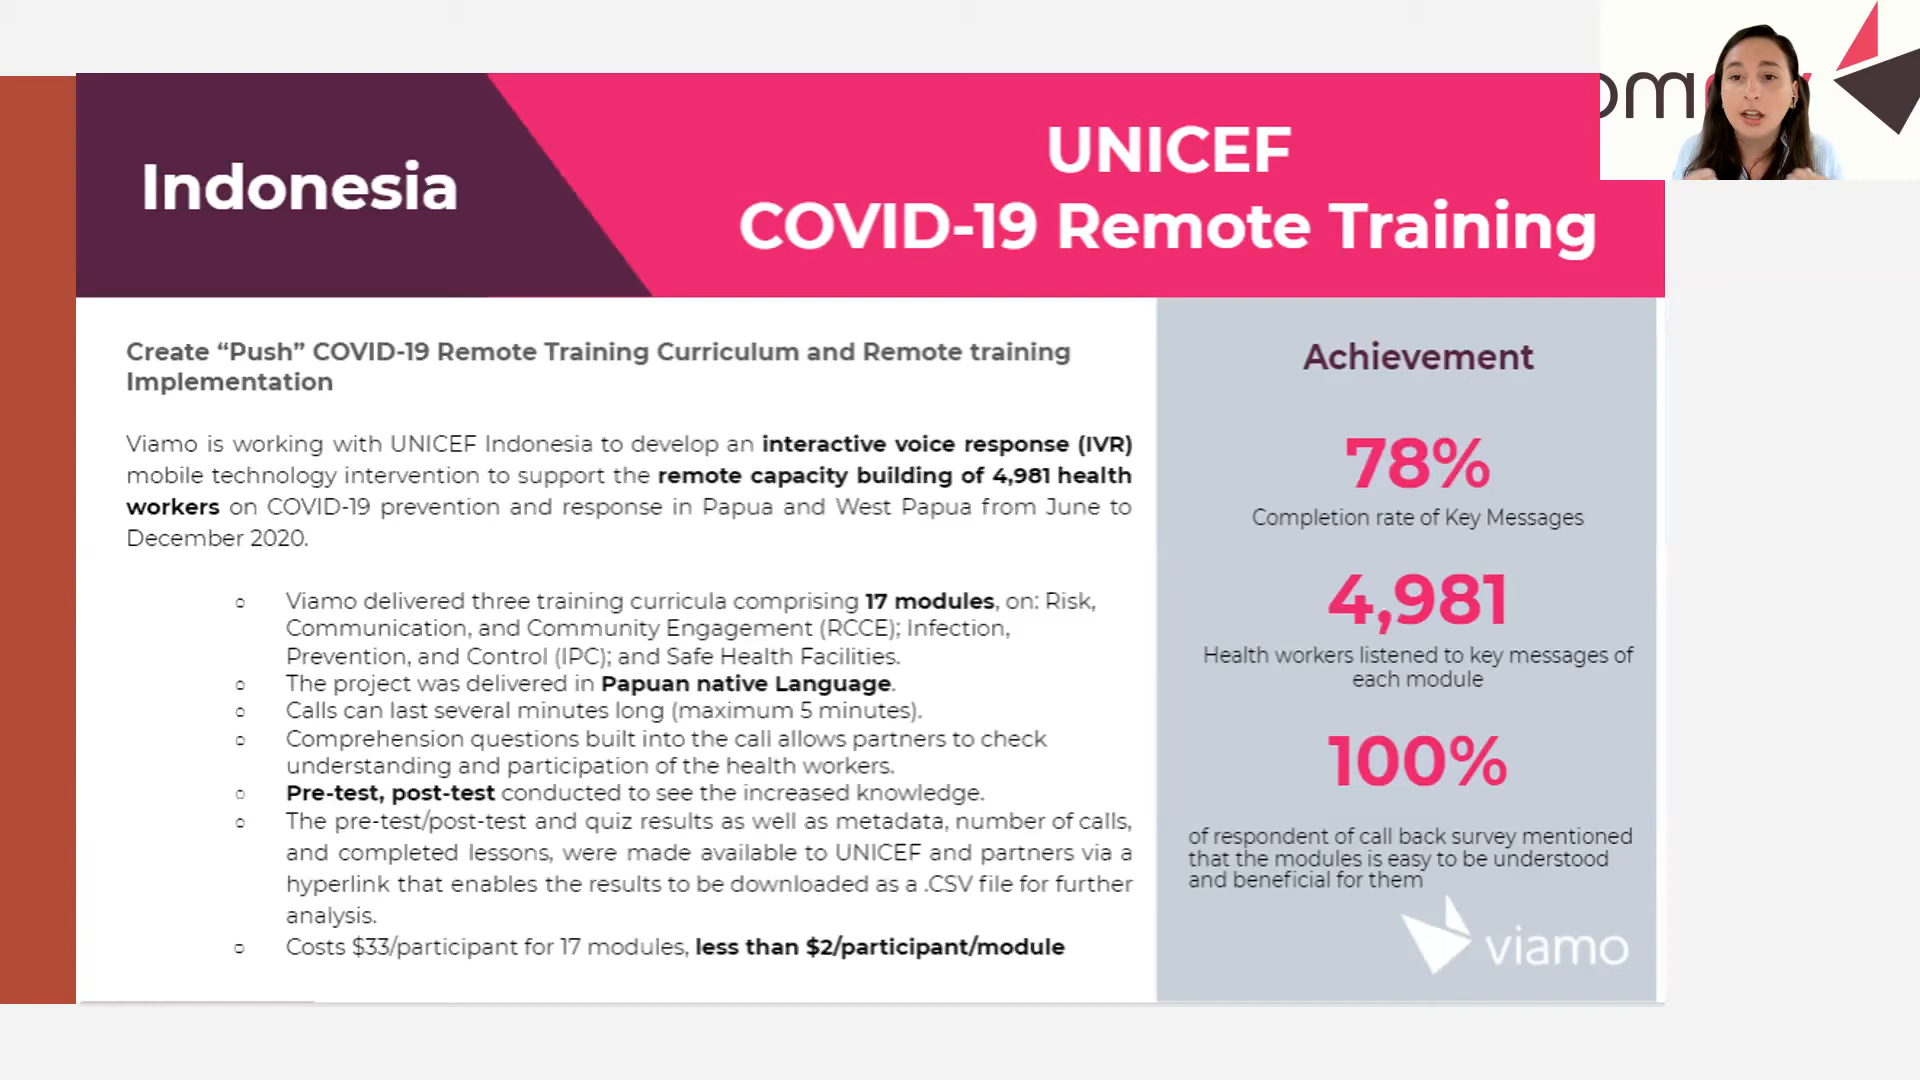 Indonesia
UNICEF
COVID-19 Remote Training
Create “Push” COVID-19 Remote Training Curriculum and Remote training
Implementation
Viamo is working with UNICEF Indonesia to develop an interactive voice response (IVR)
mobile technology intervention to support the remote capacity building of 4,981 health
workers on COVID-19 prevention and response in Papua and West Papua from June to
December 2020.
Viamo delivered three training curricula comprising 17 modules, on: Risk,
Communication, and Community Engagement (RCCE); Infection,
Prevention, and Control (IPC); and Safe Health Facilities.
The project was delivered in Papuan native Language.
Calls can last several minutes long (maximum 5 minutes).
Comprehension questions built into the call allows partners to check
understanding and participation of the health workers.
Pre-test, post-test conducted to see the increased knowledge.
The pre-test/post-test and quiz results as well as metadata, number of calls,
and completed lessons, were made available to UNICEF and partners via a
hyperlink that enables the results to be downloaded as a .CSV file for further
analysis.
Costs $33/participant for 17 modules, less than $2/participant/module
Achievement
78%
Completion rate of Key Messages
4,981
Health workers listened to key messages of
each module
100%
of respondent of call back survey mentioned
that the modules is easy to be understood
and beneficial for them
viamo